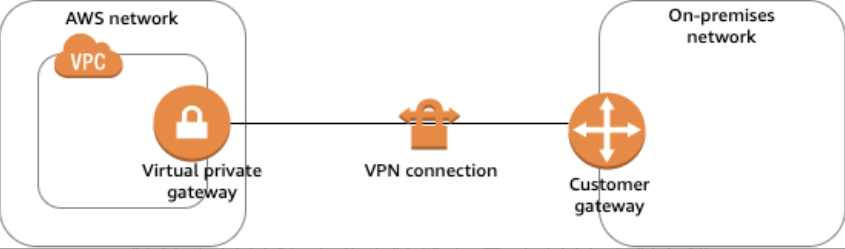 AWS network
VPC
Virtual private
gateway
VPN connection
On-premises
network
Customer
gateway